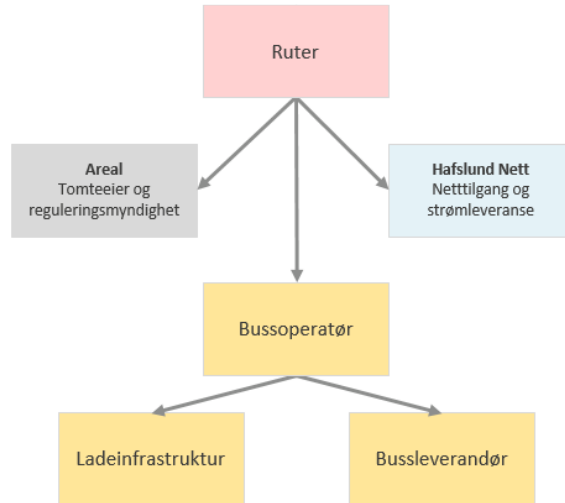 Ruter
Areal
Tomteeier og
reguleringsmyndighet
Hafslund Nett
Netttilgang og
strømleveranse
Bussoperatør
Ladeinfrastruktur
Bussleverandør